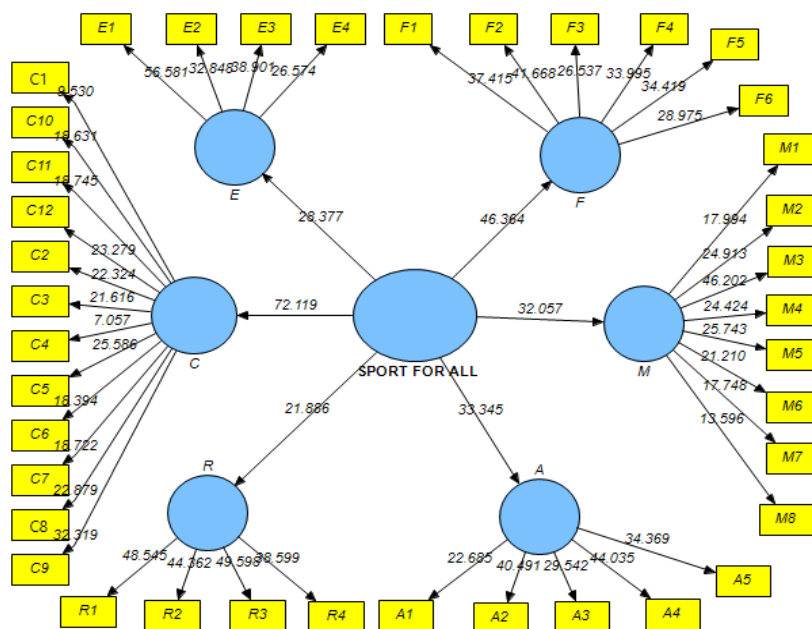 E1
E2
E3
E4
F1
F2
F3
F4
F5
F6
56.581
32.848
38.901
26.574
37.415
41.668
26.537
33.995
34.419
28.975
C1
C10
C11
C12
C2
C3
C4
C5
C6
C7
C8
C9
9.530
18.631
18.745
23.279
22.324
21.616
7.057
25.586
18.394
18.722
22.879
32.319
E
F
C
M
R
A
28.377
46.364
72.119
32.057
21.886
33.345
SPORT FOR ALL
M1
M2
M3
M4
M5
M6
M7
M8
17.994
24.913
46.202
24.424
25.743
21.210
17.748
13.596
48.545
44.362
49.598
38.599
R1
R2
R3
R4
22.685
40.491
29.542
44.035
34.369
A1
A2
A3
A4
A5